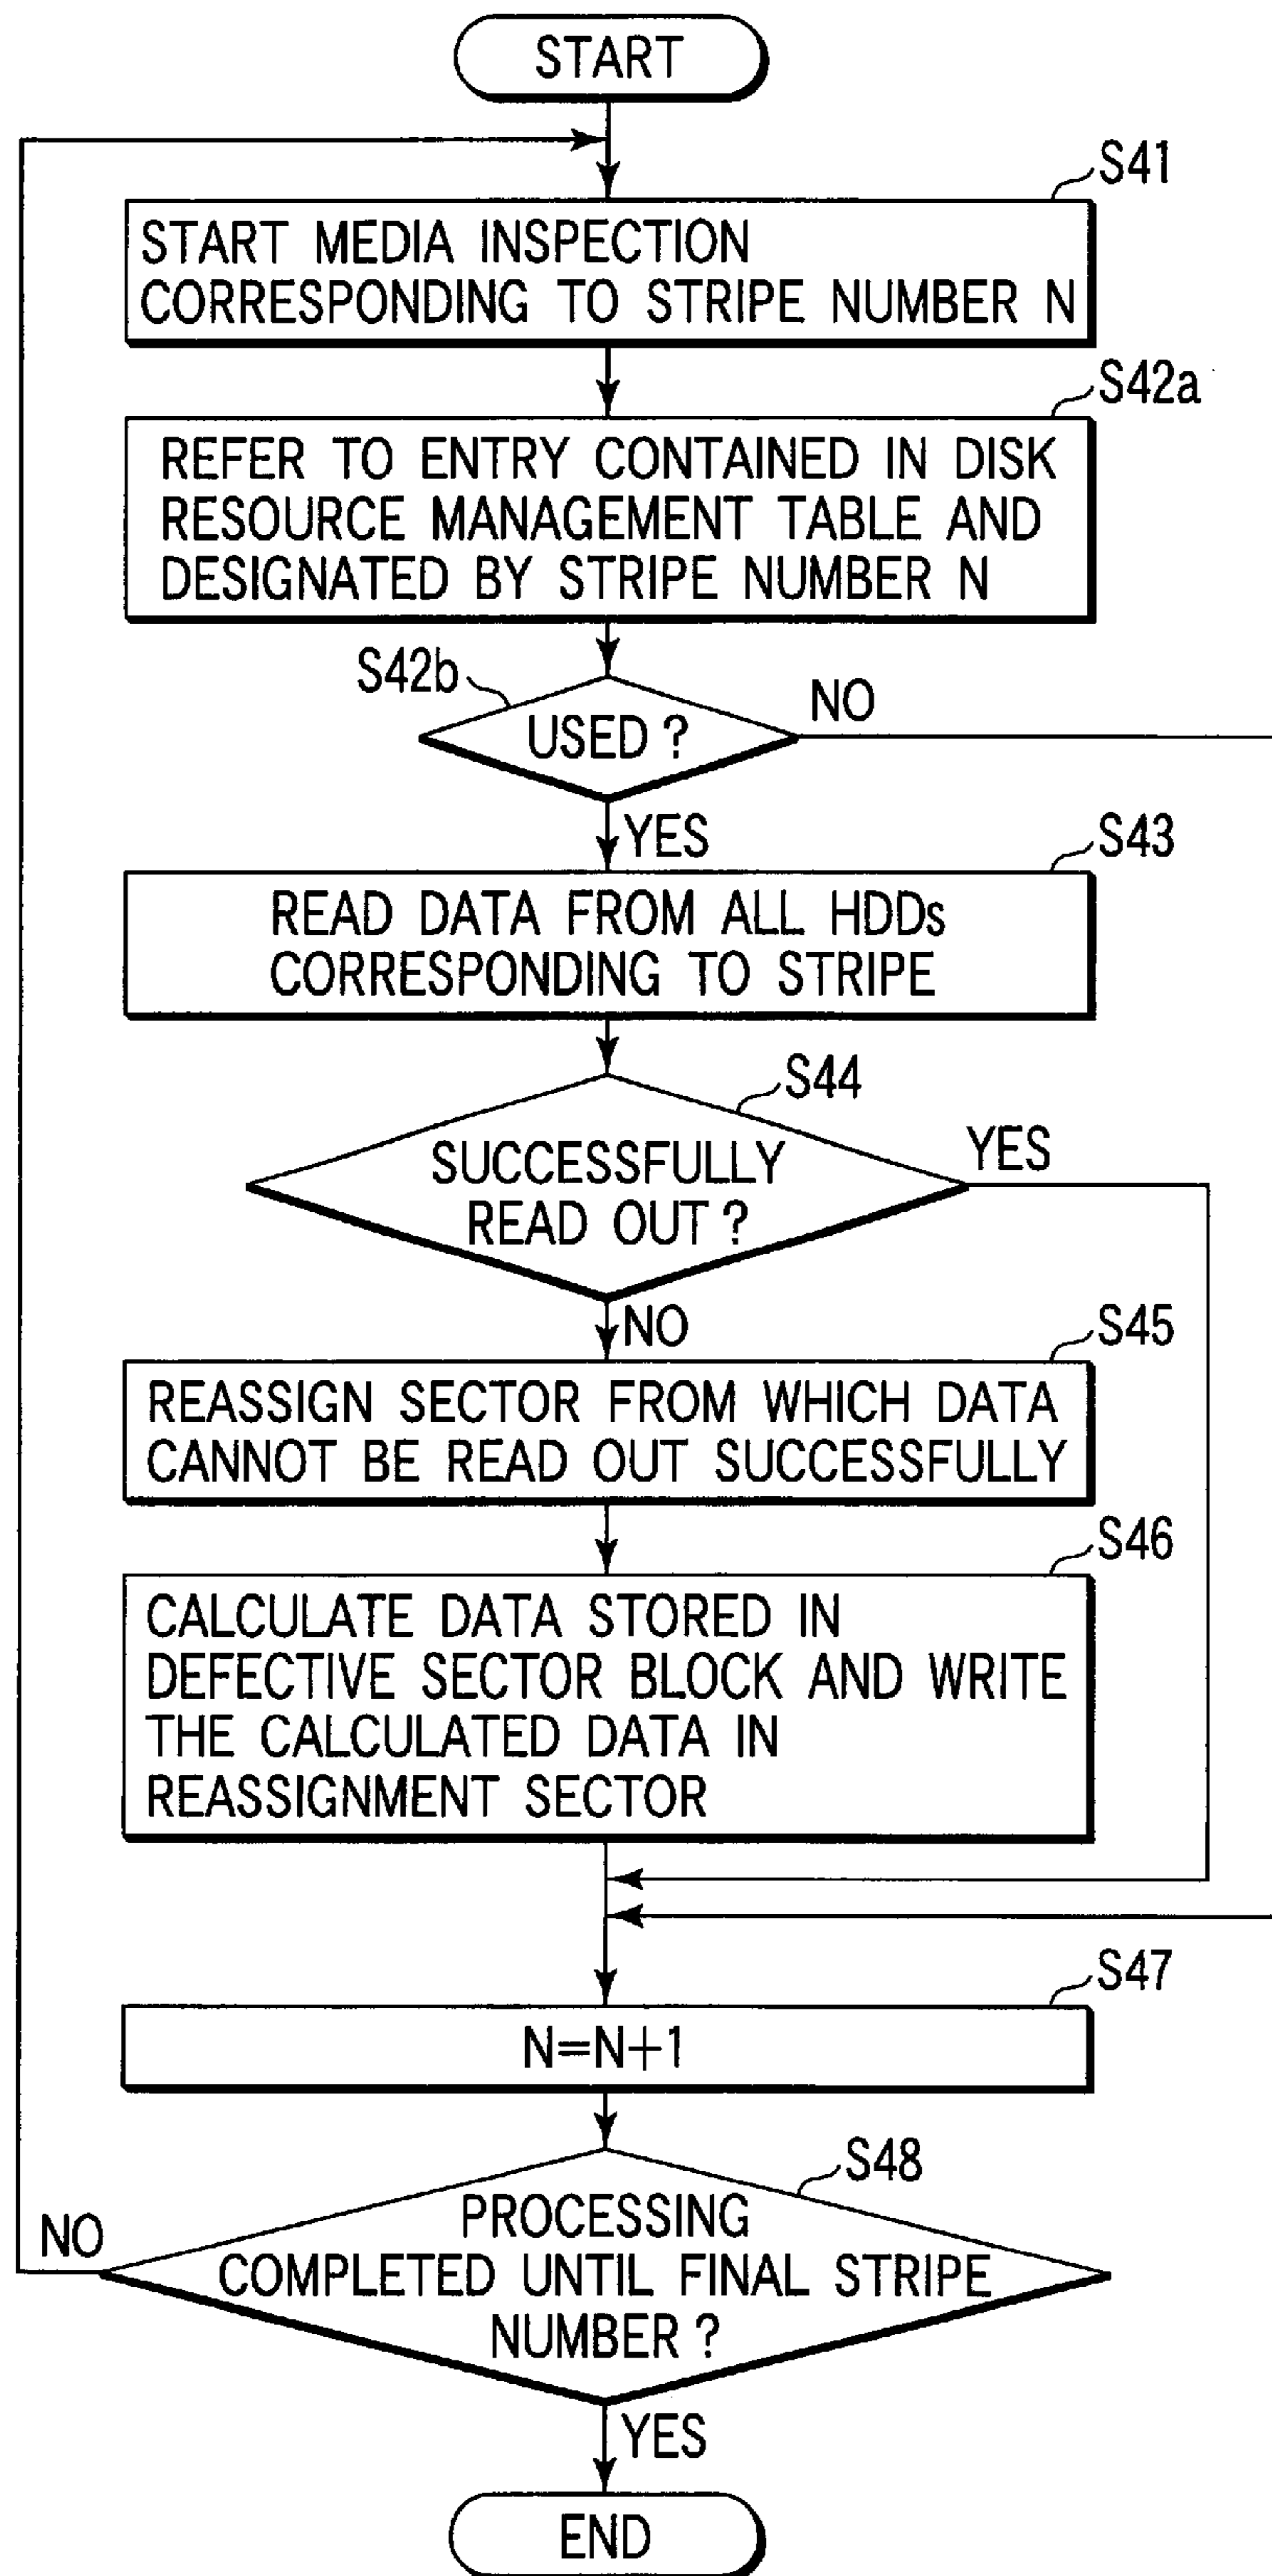 START
S41
START MEDIA INSPECTION
CORRESPONDING TO STRIPE NUMBER N
S42a
REFER TO ENTRY CONTAINED IN DISK
RESOURCE MANAGEMENT TABLE AND
DESIGNATED BY STRIPE NUMBER N
S42b
USED ?
NO
YES
S43
READ DATA FROM ALL HDDs
CORRESPONDING TO STRIPE
S44
SUCCESSFULLY
READ OUT ?
YES
NO
S45
REASSIGN SECTOR FROM WHICH DATA
CANNOT BE READ OUT SUCCESSFULLY
S46
CALCULATE DATA STORED IN
DEFECTIVE SECTOR BLOCK AND WRITE
THE CALCULATED DATA IN
REASSIGNMENT SECTOR
S47
N=N+1
S48
PROCESSING
COMPLETED UNTIL FINAL STRIPE
NUMBER ?
NO
YES
END